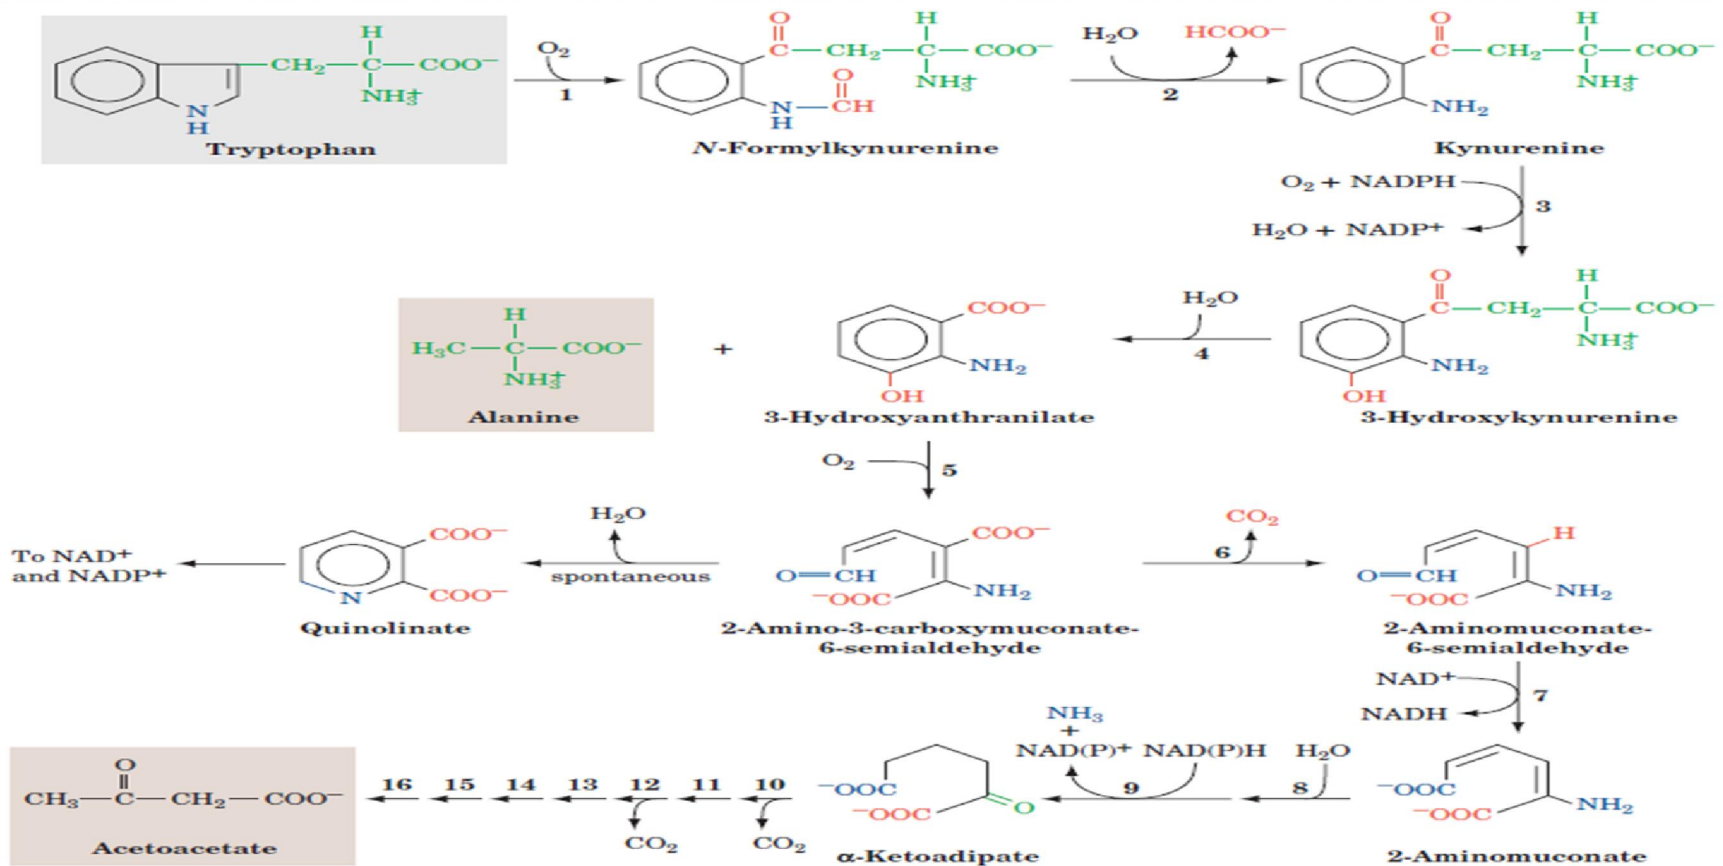 H
O₂
CH₂
C
COO⁻
NH₃⁺
N
H
Tryptophan
1
O
C
CH₂
H
C
COO⁻
NH₃⁺
O
N
CH
H
N-Formylkynurenine
H₂O
HCOO⁻
2
O
C
CH₂
H
C
COO⁻
NH₃⁺
NH₂
Kynurenine
O₂ + NADPH
3
H₂O + NADP⁺
O
C
CH₂
H
C
COO⁻
NH₃⁺
NH₂
OH
3-Hydroxykynurenine
H₂O
4
COO⁻
NH₂
OH
3-Hydroxyanthranilate
+
H
H₃C
C
COO⁻
NH₃⁺
Alanine
O₂
5
O
CH
COO⁻
⁻OOC
NH₂
2-Amino-3-carboxymuconate-
6-semialdehyde
H₂O
spontaneous
COO⁻
COO⁻
N
Quinolinate
To NAD⁺
and NADP⁺
CO₂
6
H
O
CH
⁻OOC
NH₂
2-Aminomuconate-
6-semialdehyde
NAD⁺
7
NADH
⁻OOC
⁻OOC
NH₂
2-Aminomuconate
H₂O
8
NH₃
+
NAD(P)⁺ NAD(P)H
9
⁻OOC
⁻OOC
O
α-Ketoadipate
10
CO₂
11
12
CO₂
13
14
15
16
O
CH₃
C
CH₂
COO⁻
Acetoacetate